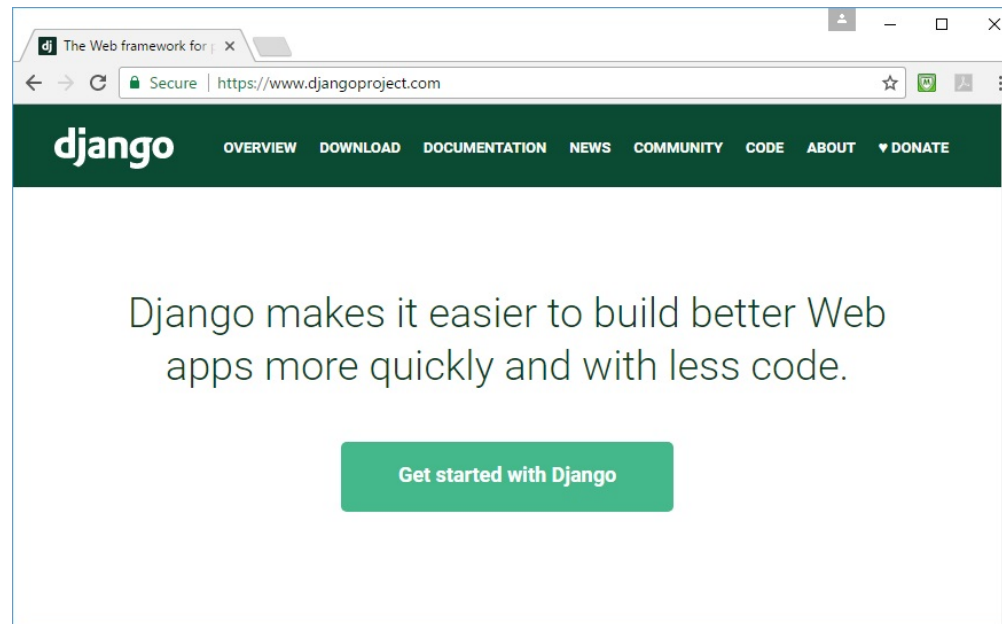 dj The Web framework for p
Secure | https://www.djangoproject.com
django OVERVIEW DOWNLOAD DOCUMENTATION NEWS COMMUNITY CODE ABOUT ♥ DONATE
Django makes it easier to build better Web
apps more quickly and with less code.
Get started with Django